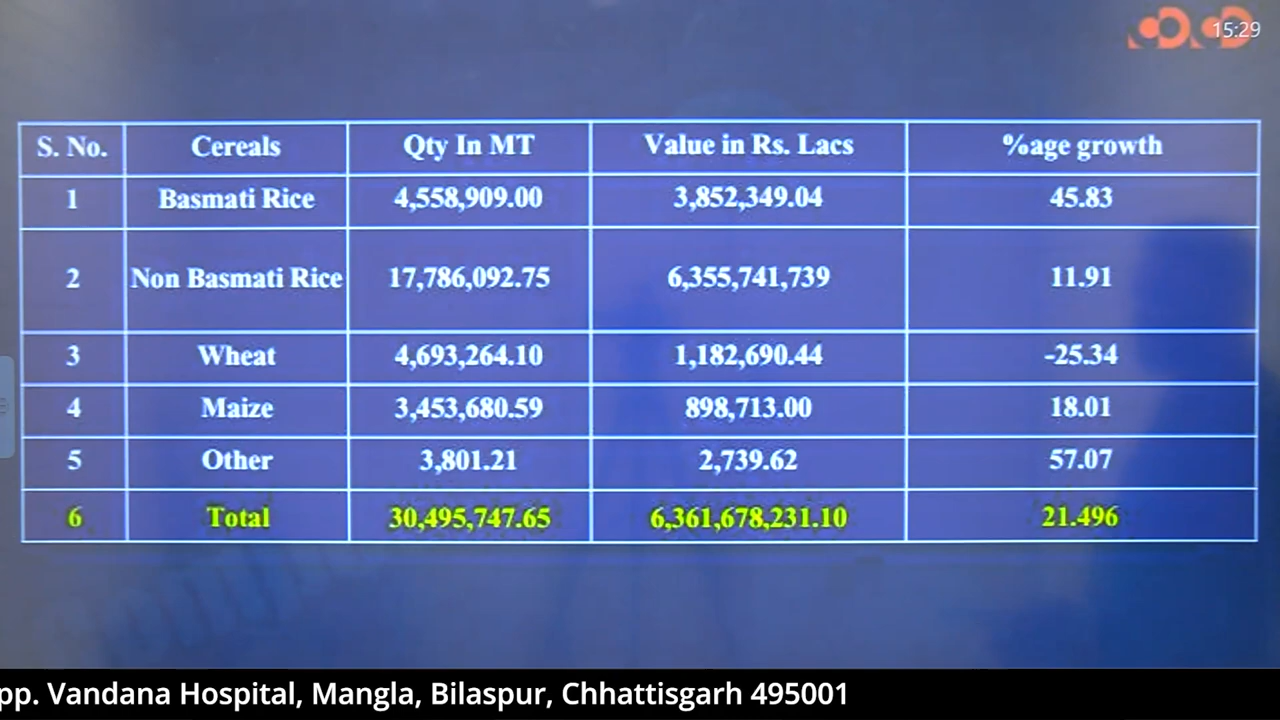 15:29
S. No. Cereals Qty In MT Value in Rs. Lacs %age growth
1 Basmati Rice 4,558,909.00 3,852,349.04 45.83
2 Non Basmati Rice 17,786,092.75 6,355,741,739 11.91
3 Wheat 4,693,264.10 1,182,690.44 -25.34
4 Maize 3,453,680.59 898,713.00 18.01
5 Other 3,801.21 2,739.62 57.07
6 Total 30,495,747.65 6,361,678,231.10 21.496
pp. Vandana Hospital, Mangla, Bilaspur, Chhattisgarh 495001